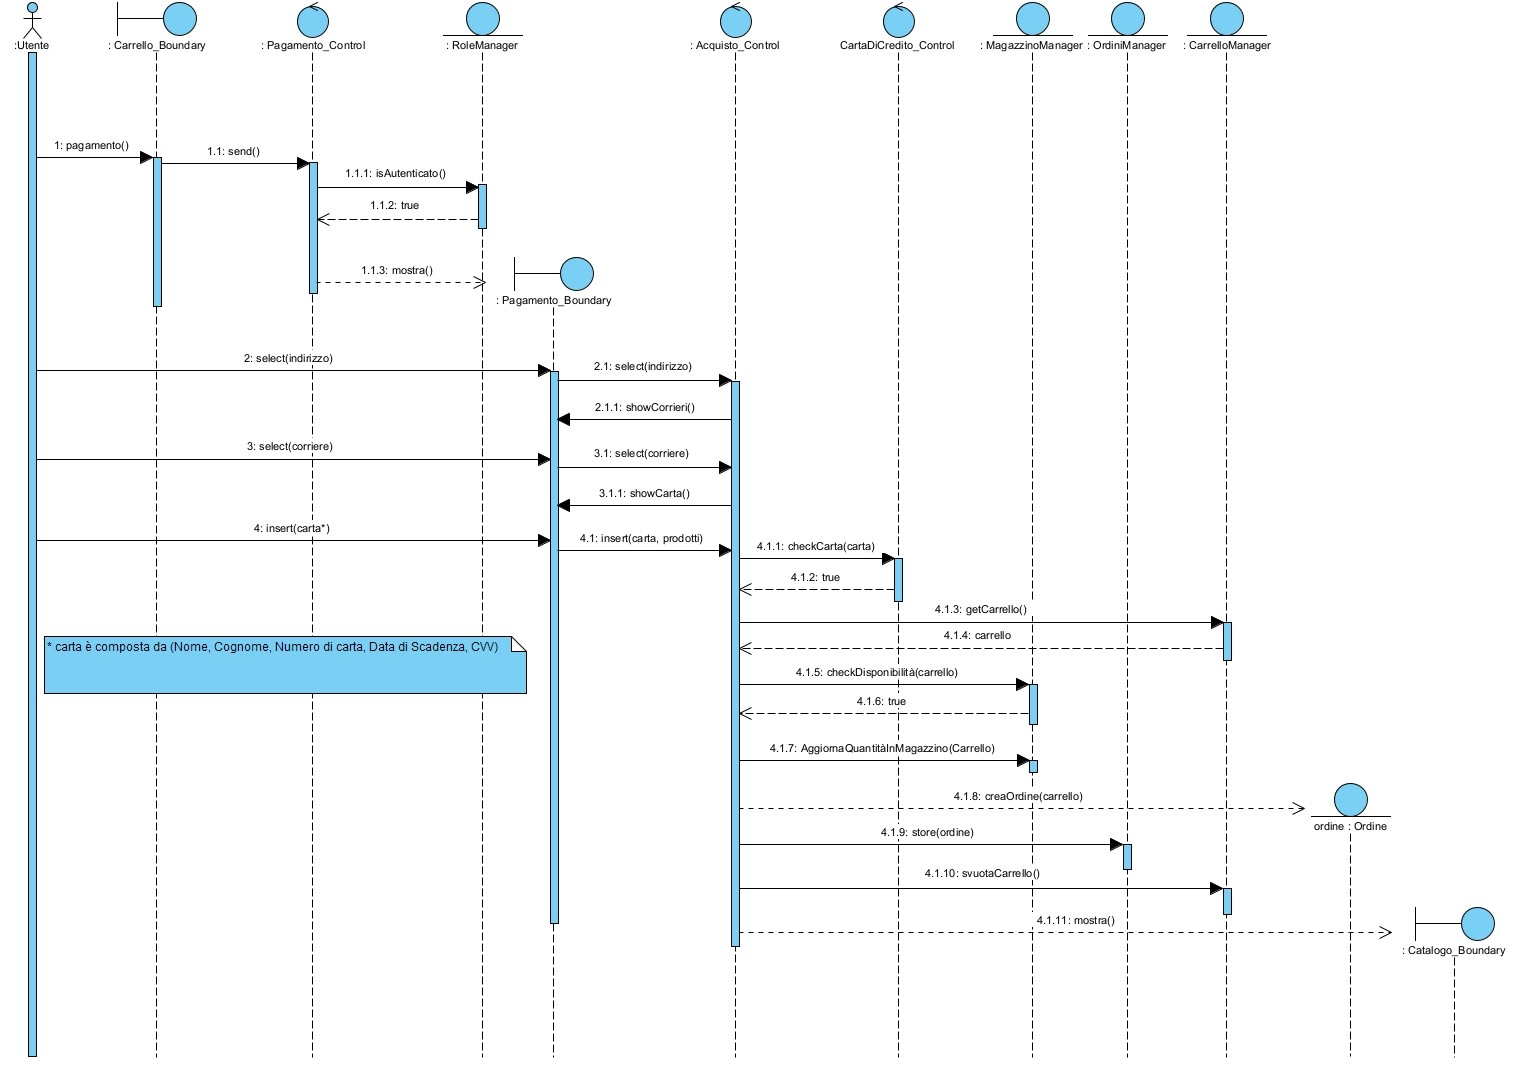 :Utente
: Carrello_Boundary
: Pagamento_Control
: RoleManager
: Acquisto_Control
CartaDiCredito_Control
: MagazzinoManager
: OrdiniManager
: CarrelloManager
1: pagamento()
1.1: send()
1.1.1: isAutenticato()
1.1.2: true
1.1.3: mostra()
: Pagamento_Boundary
2: select(indirizzo)
2.1: select(indirizzo)
2.1.1: showCorrieri()
3: select(corriere)
3.1: select(corriere)
3.1.1: showCarta()
4: insert(carta*)
4.1: insert(carta, prodotti)
4.1.1: checkCarta(carta)
4.1.2: true
4.1.3: getCarrello()
4.1.4: carrello
* carta è composta da (Nome, Cognome, Numero di carta, Data di Scadenza, CVV)
4.1.5: checkDisponibilità(carrello)
4.1.6: true
4.1.7: AggiornaQuantitàInMagazzino(Carrello)
4.1.8: creaOrdine(carrello)
ordine : Ordine
4.1.9: store(ordine)
4.1.10: svuotaCarrello()
4.1.11: mostra()
: Catalogo_Boundary